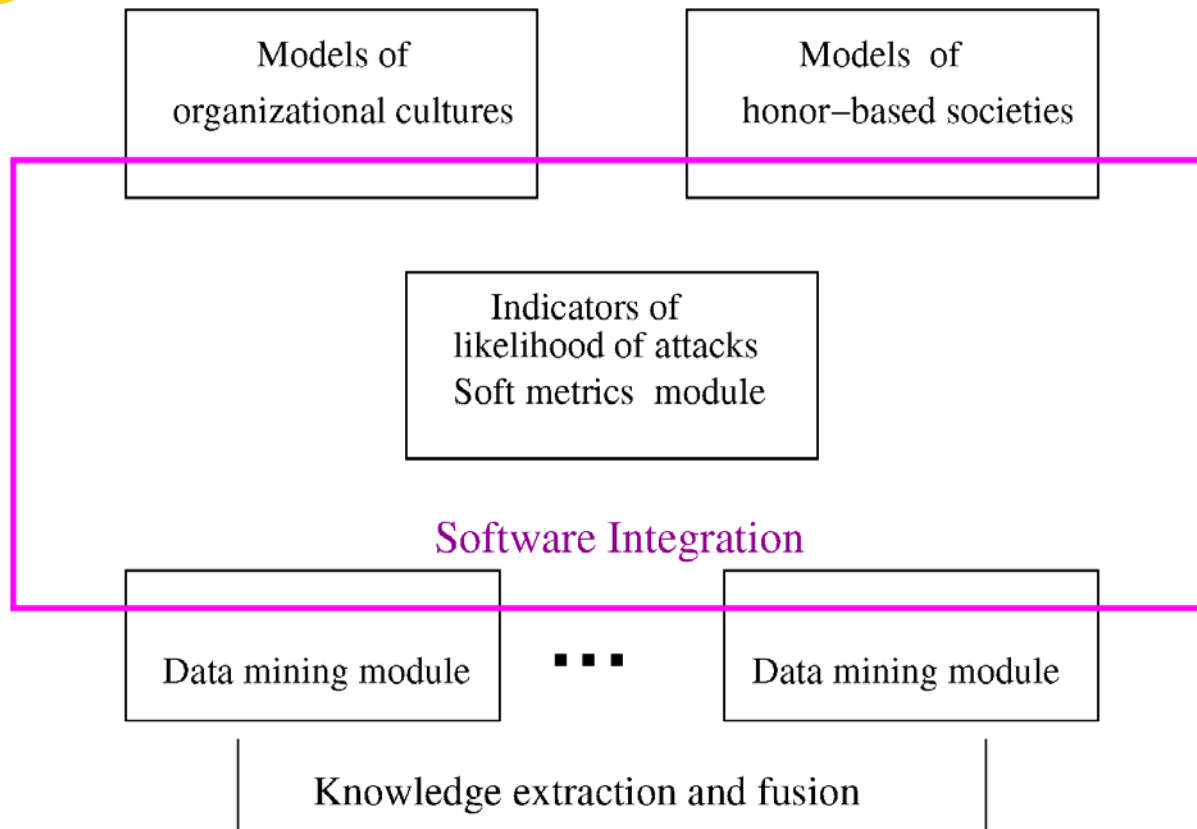 Models of
organizational cultures
Models of
honor−based societies
Indicators of
likelihood of attacks
Soft metrics module
Software Integration
Data mining module
Data mining module
Knowledge extraction and fusion